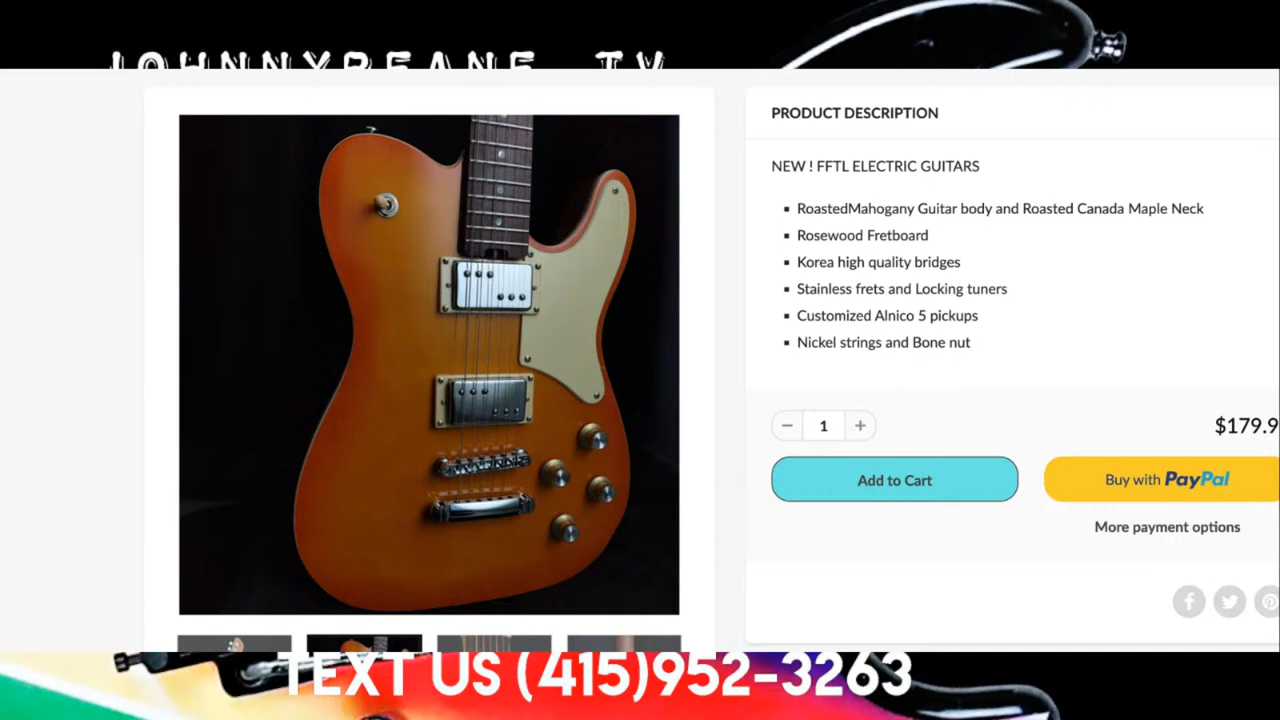 JOHNNYBEANE TV
PRODUCT DESCRIPTION
NEW ! FFTL ELECTRIC GUITARS
▪ RoastedMahogany Guitar body and Roasted Canada Maple Neck
▪ Rosewood Fretboard
▪ Korea high quality bridges
▪ Stainless frets and Locking tuners
▪ Customized Alnico 5 pickups
▪ Nickel strings and Bone nut
− 1 +
$179.9
Add to Cart
Buy with PayPal
More payment options
TEXT US (415)952-3263